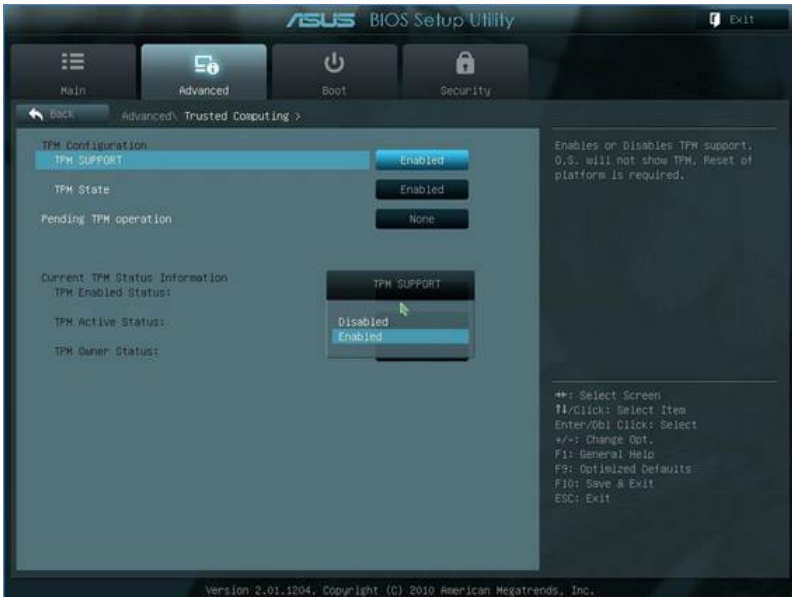 ASUS BIOS Setup Utility
Exit
Main
Advanced
Boot
Security
Back
Advanced\ Trusted Computing >
TPM Configuration
TPM SUPPORT
Enabled
TPM State
Enabled
Pending TPM operation
None
Current TPM Status Information
TPM Enabled Status:
TPM Active Status:
TPM Owner Status:
TPM SUPPORT
Disabled
Enabled
Enables or Disables TPM support.
O.S. will not show TPM. Reset of
platform is required.
→←: Select Screen
↑↓/Click: Select Item
Enter/Dbl Click: Select
+/-: Change Opt.
F1: General Help
F9: Optimized Defaults
F10: Save & Exit
ESC: Exit
Version 2.01.1204. Copyright (C) 2010 American Megatrends, Inc.